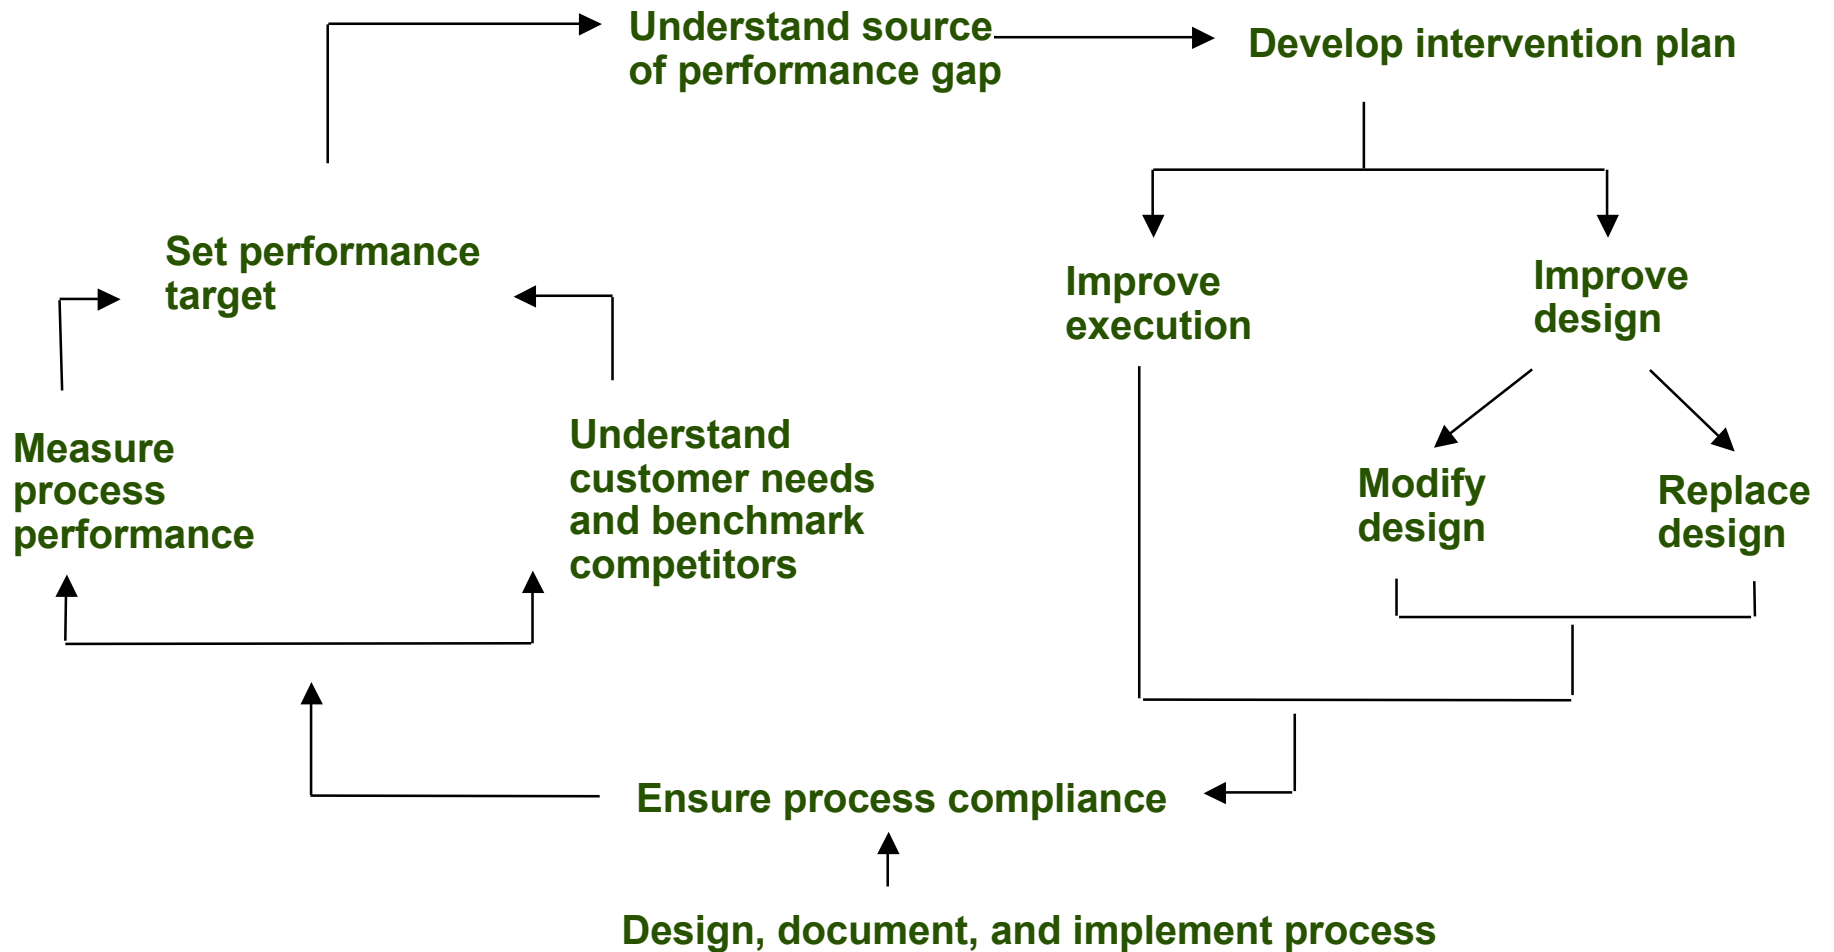 Understand source
of performance gap
Develop intervention plan
Set performance
target
Improve
execution
Improve
design
Measure
process
performance
Understand
customer needs
and benchmark
competitors
Modify
design
Replace
design
Ensure process compliance
Design, document, and implement process